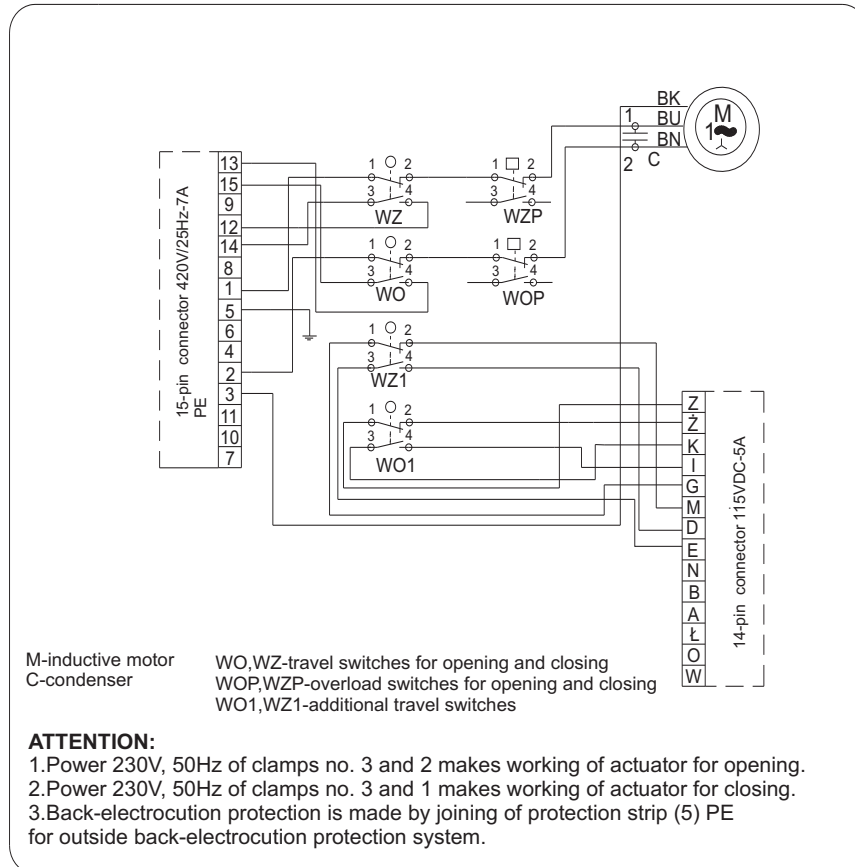 BK
1 BU M
1
BN
2 C
13
15
9
12
14
8
1
5
6
4
2
3
11
10
7
15-pin connector 420V/25Hz-7A
PE
1 2
3 4
WZ
1 2
3 4
WZP
1 2
3 4
WO
1 2
3 4
WOP
1 2
3 4
WZ1
1 2
3 4
WO1
Z
Ż
K
I
G
M
D
E
N
B
A
Ł
O
W
14-pin connector 115VDC-5A
M-inductive motor
C-condenser
WO,WZ-travel switches for opening and closing
WOP,WZP-overload switches for opening and closing
WO1,WZ1-additional travel switches
ATTENTION:
1.Power 230V, 50Hz of clamps no. 3 and 2 makes working of actuator for opening.
2.Power 230V, 50Hz of clamps no. 3 and 1 makes working of actuator for closing.
3.Back-electrocution protection is made by joining of protection strip (5) PE
for outside back-electrocution protection system.